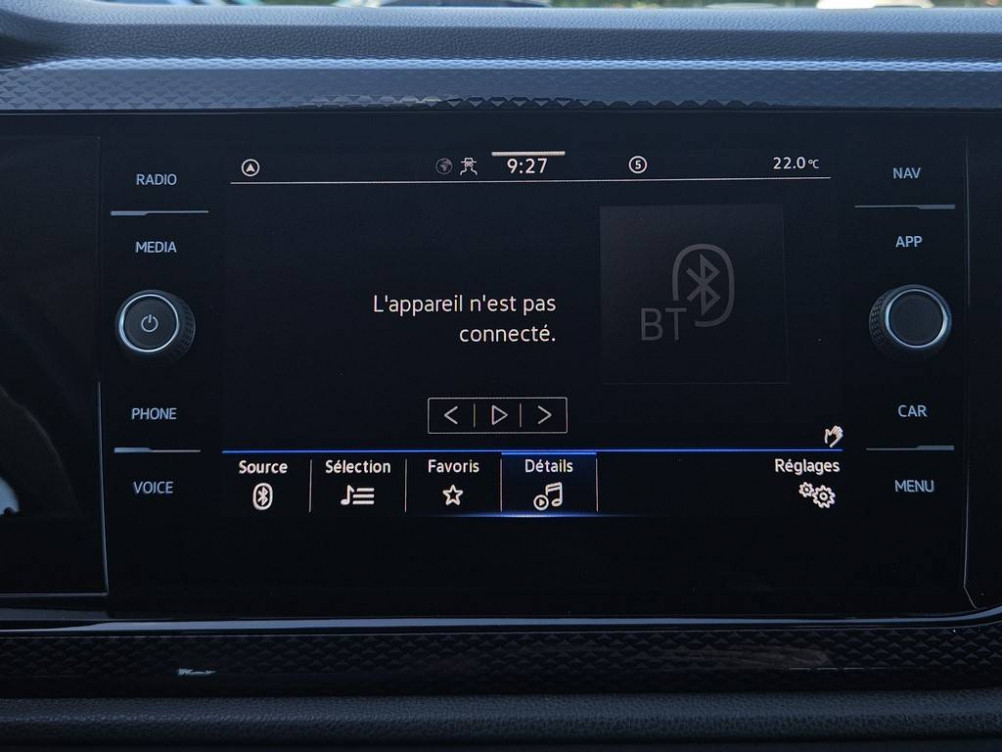 RADIO
MEDIA
PHONE
VOICE
9:27
5
22.0°C
L'appareil n'est pas
connecté.
BT
Source
Sélection
Favoris
Détails
Réglages
NAV
APP
CAR
MENU